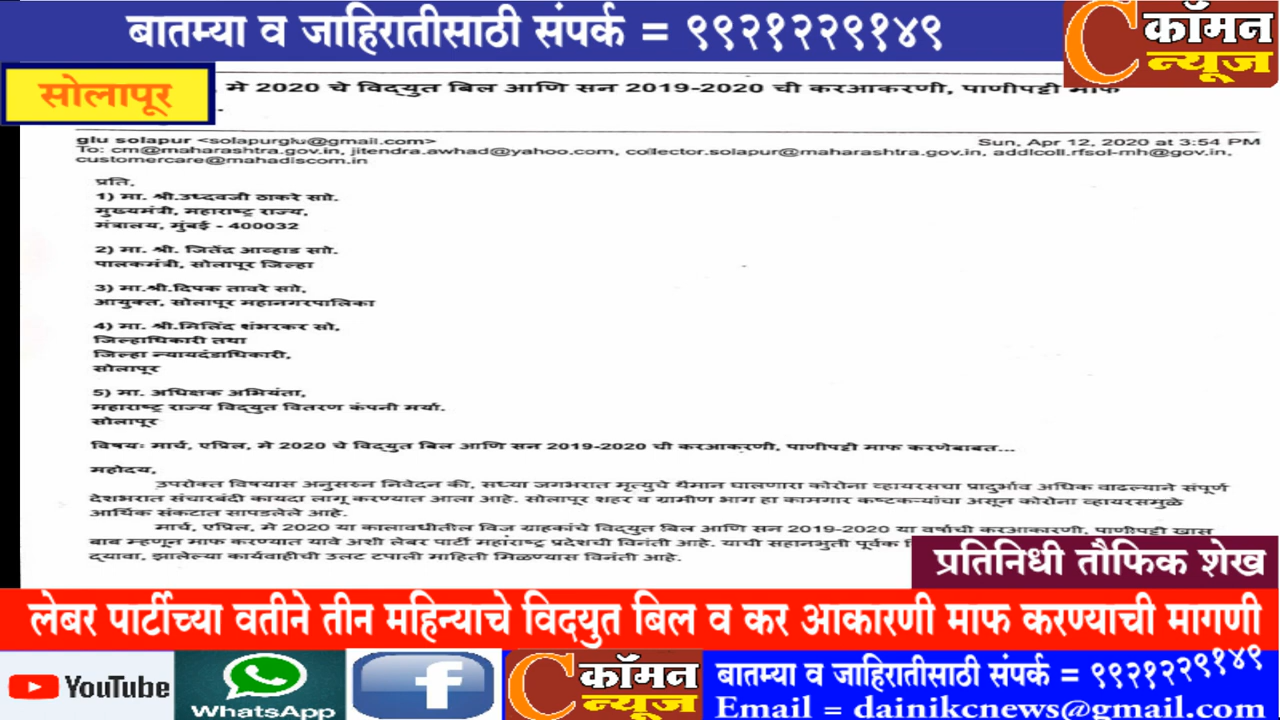 बातम्या व जाहिरातीसाठी संपर्क = ९९२१२२९१४९
कॉमन
न्यूज
सोलापूर
, मे 2020 चे विद्युत बिल आणि सन 2019-2020 ची करआकरणी, पाणीपट्टी माफ
glu solapur <solapurglu@gmail.com>
Sun, Apr 12, 2020 at 3:54 PM
To: cm@maharashtra.gov.in, jitendra.awhad@yahoo.com, collector.solapur@maharashtra.gov.in, addlcoll.rfsol-mh@gov.in,
customercare@mahadiscom.in
प्रति,
1) मा. श्री.उध्दवजी ठाकरे साो.
मुख्यमंत्री, महाराष्ट्र राज्य,
मंत्रालय, मुंबई - 400032
2) मा. श्री. जितेंद्र आव्हाड साो.
पालकमंत्री, सोलापूर जिल्हा
3) मा.श्री.दिपक तावरे साो,
आयुक्त, सोलापूर महानगरपालिका
4) मा. श्री.मिलिंद शंभरकर सो,
जिल्हाधिकारी तथा
जिल्हा न्यायदंडाधिकारी,
सोलापूर
5) मा. अधिक्षक अभियंता,
महाराष्ट्र राज्य विद्युत वितरण कंपनी मर्या.
सोलापूर
विषयः मार्च, एप्रिल, मे 2020 चे विद्युत बिल आणि सन 2019-2020 ची करआकरणी, पाणीपट्टी माफ करणेबाबत...
महोदय,
उपरोक्त विषयास अनुसरुन निवेदन की, सध्या जगभरात मृत्युचे थैमान घालणारा कोरोना व्हायरसचा प्रादुर्भाव अधिक वाढल्याने संपूर्ण
देशभरात संचारबंदी कायदा लागू करण्यात आला आहे. सोलापूर शहर व ग्रामीण भाग हा कामगार कष्टकऱ्यांचा असून कोरोना व्हायरसमुळे
आर्थिक संकटात सापडलेले आहे.
मार्च, एप्रिल, मे 2020 या कालावधीतील विज ग्राहकांचे विद्युत बिल आणि सन 2019-2020 या वर्षाची करआकारणी, पाणीपट्टी खास
बाब म्हणून माफ करण्यात यावे अशी लेबर पार्टी महाराष्ट्र प्रदेशची विनंती आहे. याची सहानभुती पूर्वक
द्यावा, झालेल्या कार्यवाहीची उलट टपाली माहिती मिळण्यास विनंती आहे.
प्रतिनिधी तौफिक शेख
लेबर पार्टीच्या वतीने तीन महिन्याचे विदयुत बिल व कर आकारणी माफ करण्याची मागणी
YouTube
WhatsApp
f
कॉमन
न्यूज
बातम्या व जाहिरातीसाठी संपर्क = ९९२१२२९१४९
Email = dainikcnews@gmail.com